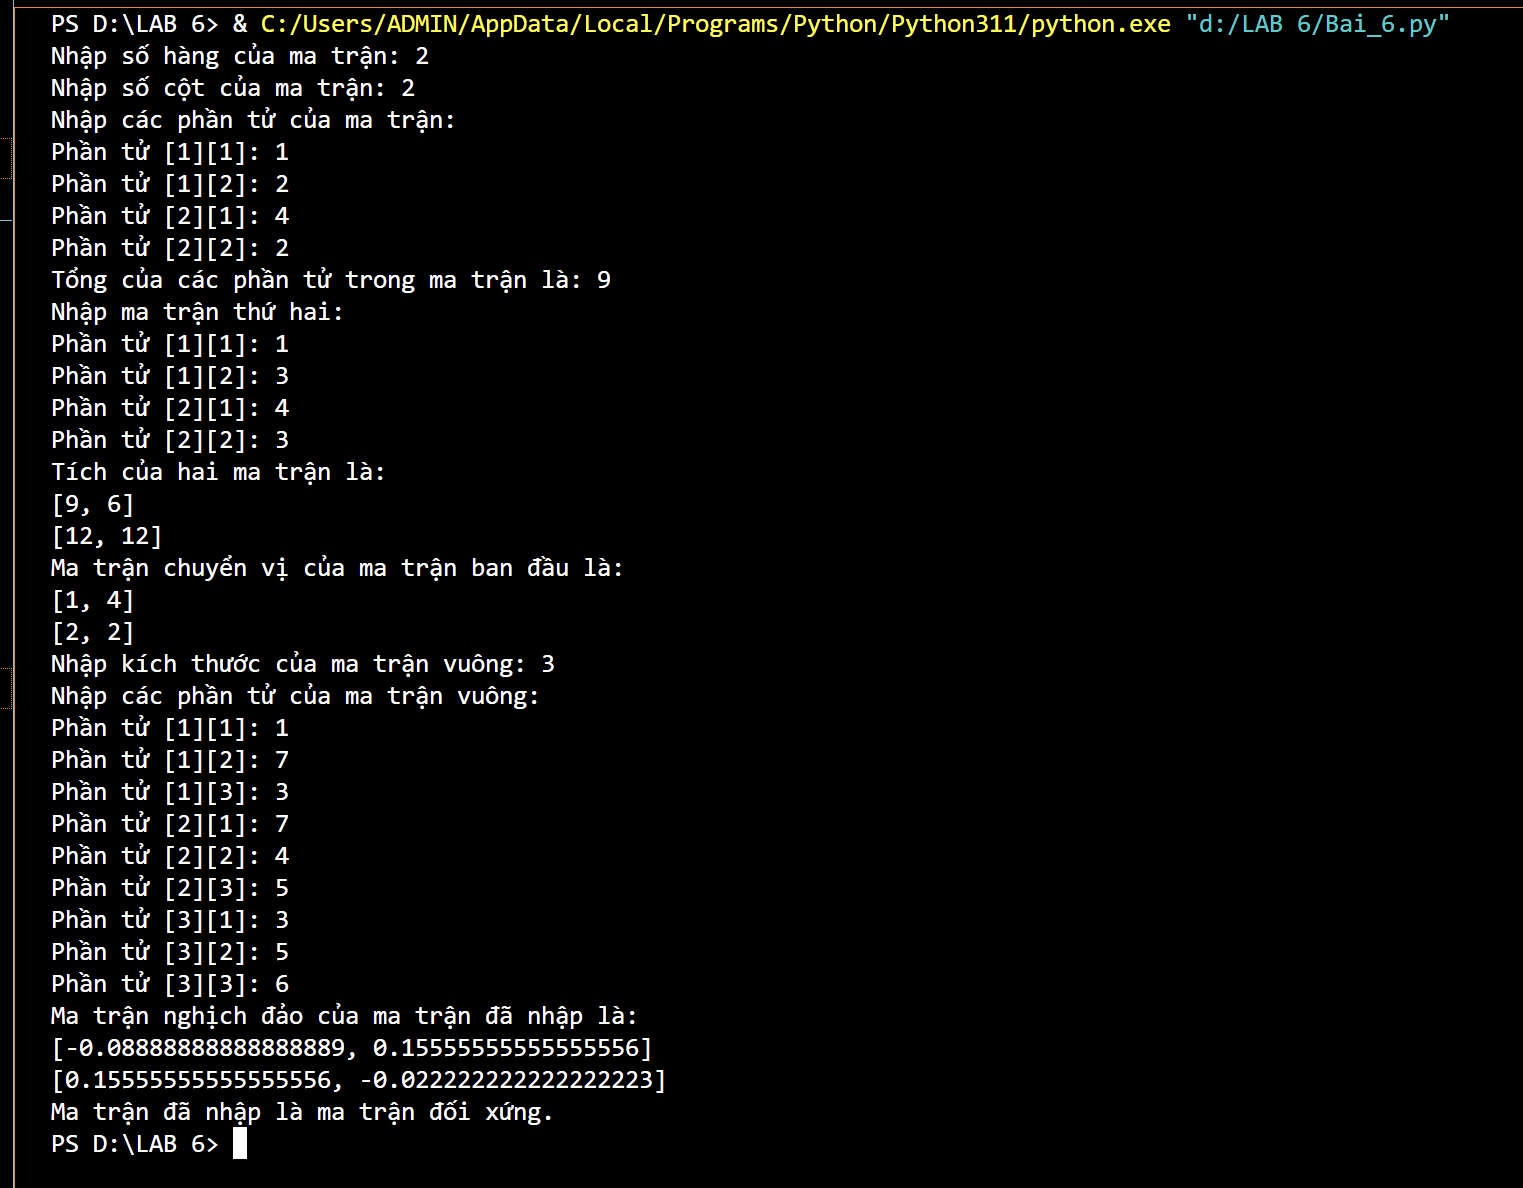 PS D:\LAB 6> & C:/Users/ADMIN/AppData/Local/Programs/Python/Python311/python.exe "d:/LAB 6/Bai_6.py"
Nhập số hàng của ma trận: 2
Nhập số cột của ma trận: 2
Nhập các phần tử của ma trận:
Phần tử [1][1]: 1
Phần tử [1][2]: 2
Phần tử [2][1]: 4
Phần tử [2][2]: 2
Tổng của các phần tử trong ma trận là: 9
Nhập ma trận thứ hai:
Phần tử [1][1]: 1
Phần tử [1][2]: 3
Phần tử [2][1]: 4
Phần tử [2][2]: 3
Tích của hai ma trận là:
[9, 6]
[12, 12]
Ma trận chuyển vị của ma trận ban đầu là:
[1, 4]
[2, 2]
Nhập kích thước của ma trận vuông: 3
Nhập các phần tử của ma trận vuông:
Phần tử [1][1]: 1
Phần tử [1][2]: 7
Phần tử [1][3]: 3
Phần tử [2][1]: 7
Phần tử [2][2]: 4
Phần tử [2][3]: 5
Phần tử [3][1]: 3
Phần tử [3][2]: 5
Phần tử [3][3]: 6
Ma trận nghịch đảo của ma trận đã nhập là:
[-0.08888888888888889, 0.15555555555555556]
[0.15555555555555556, -0.022222222222222223]
Ma trận đã nhập là ma trận đối xứng.
PS D:\LAB 6>